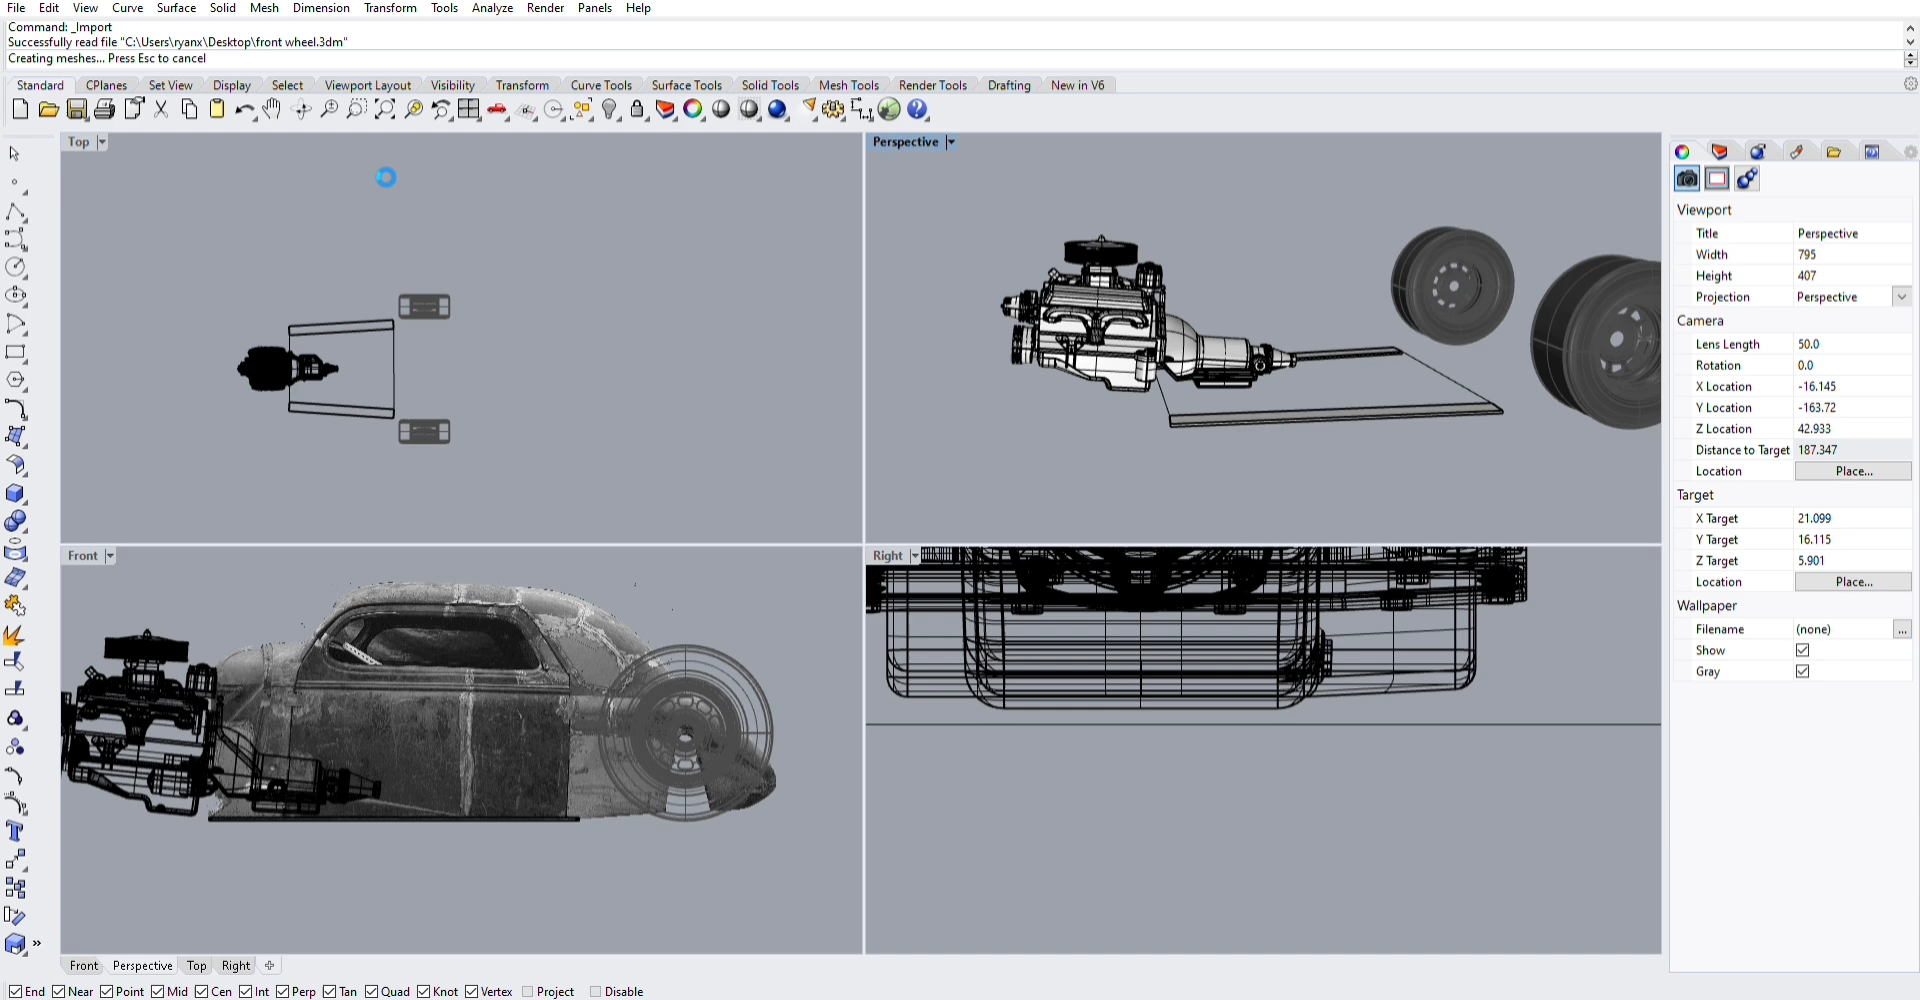 File Edit View Curve Surface Solid Mesh Dimension Transform Tools Analyze Render Panels Help
Command: _Import
Successfully read file "C:\Users\ryanx\Desktop\front wheel.3dm"
Creating meshes... Press Esc to cancel
Standard CPlanes Set View Display Select Viewport Layout Visibility Transform Curve Tools Surface Tools Solid Tools Mesh Tools Render Tools Drafting New in V6
Top
Perspective
Viewport
Title Perspective
Width 795
Height 407
Projection Perspective
Camera
Lens Length 50.0
Rotation 0.0
X Location -16.145
Y Location -163.72
Z Location 42.933
Distance to Target 187.347
Location Place...
Target
X Target 21.099
Y Target 16.115
Z Target 5.901
Location Place...
Wallpaper
Filename (none) ...
Show
Gray
Front
Right
Front Perspective Top Right
End Near Point Mid Cen Int Perp Tan Quad Knot Vertex Project Disable